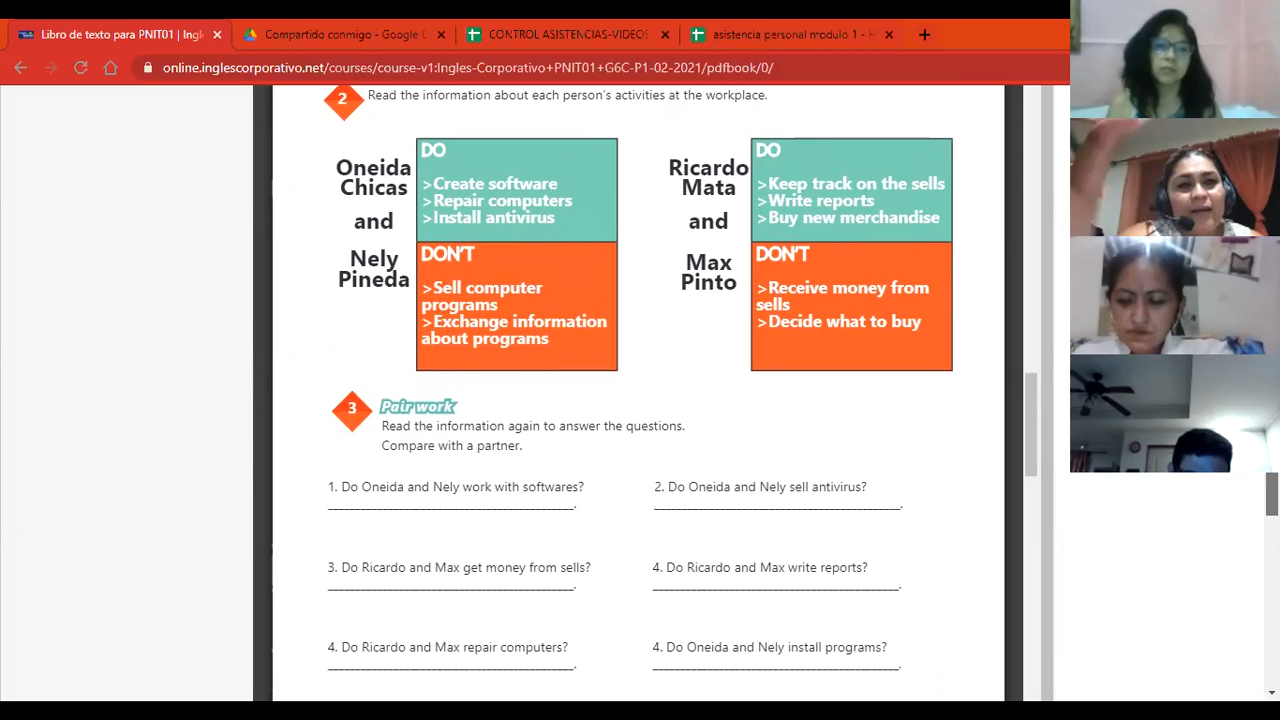 Libro de texto para PNIT01 | Ingl
Compartido conmigo - Google D
CONTROL ASISTENCIAS-VIDEOS
asistencia personal modulo 1 - H
online.inglescorporativo.net/courses/course-v1:Ingles-Corporativo+PNIT01+G6C-P1-02-2021/pdfbook/0/
2
Read the information about each person's activities at the workplace.
Oneida
Chicas
and
Nely
Pineda
DO
>Create software
>Repair computers
>Install antivirus
DON'T
>Sell computer
programs
>Exchange information
about programs
Ricardo
Mata
and
Max
Pinto
DO
>Keep track on the sells
>Write reports
>Buy new merchandise
DON'T
>Receive money from
sells
>Decide what to buy
3
Pair work
Read the information again to answer the questions.
Compare with a partner.
1. Do Oneida and Nely work with softwares?
2. Do Oneida and Nely sell antivirus?
3. Do Ricardo and Max get money from sells?
4. Do Ricardo and Max write reports?
4. Do Ricardo and Max repair computers?
4. Do Oneida and Nely install programs?